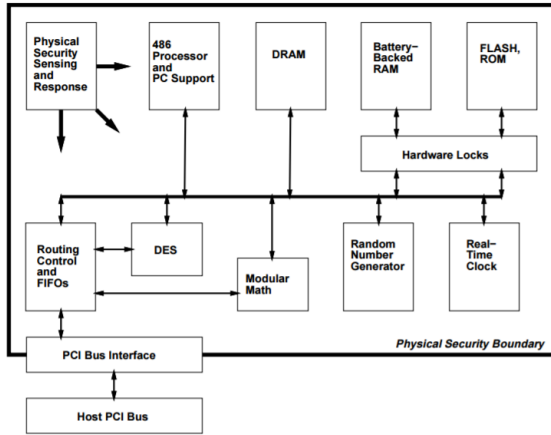 Physical
Security
Sensing
and
Response
486
Processor
and
PC Support
DRAM
Battery−
Backed
RAM
FLASH,
ROM
Hardware Locks
Routing
Control
and
FIFOs
DES
Modular
Math
Random
Number
Generator
Real−
Time
Clock
Physical Security Boundary
PCI Bus Interface
Host PCI Bus